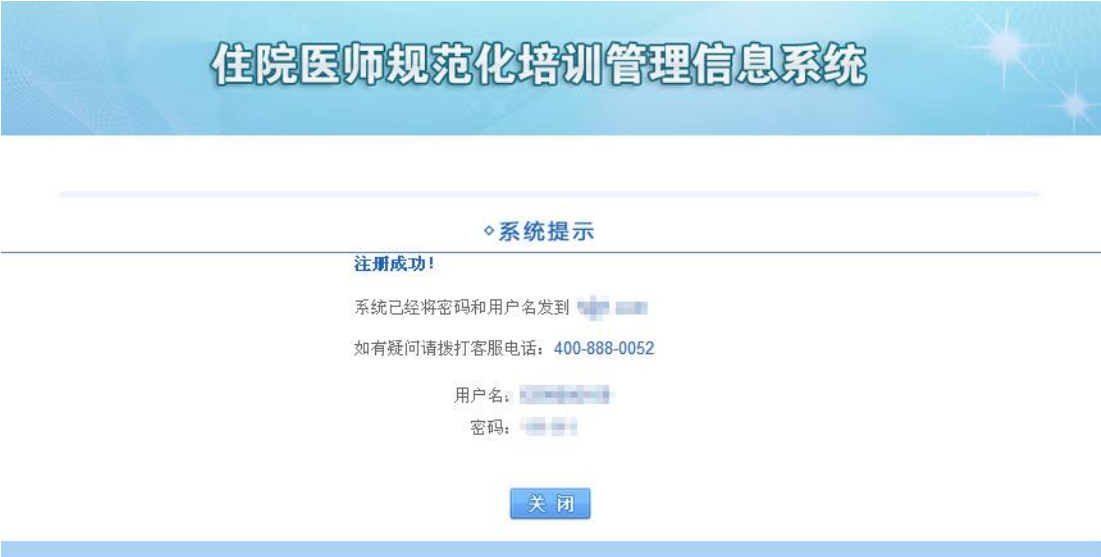 住院医师规范化培训管理信息系统
系统提示
注册成功!
系统已经将密码和用户名发到
如有疑问请拨打客服电话：400-888-0052
用户名：
密码：
关 闭